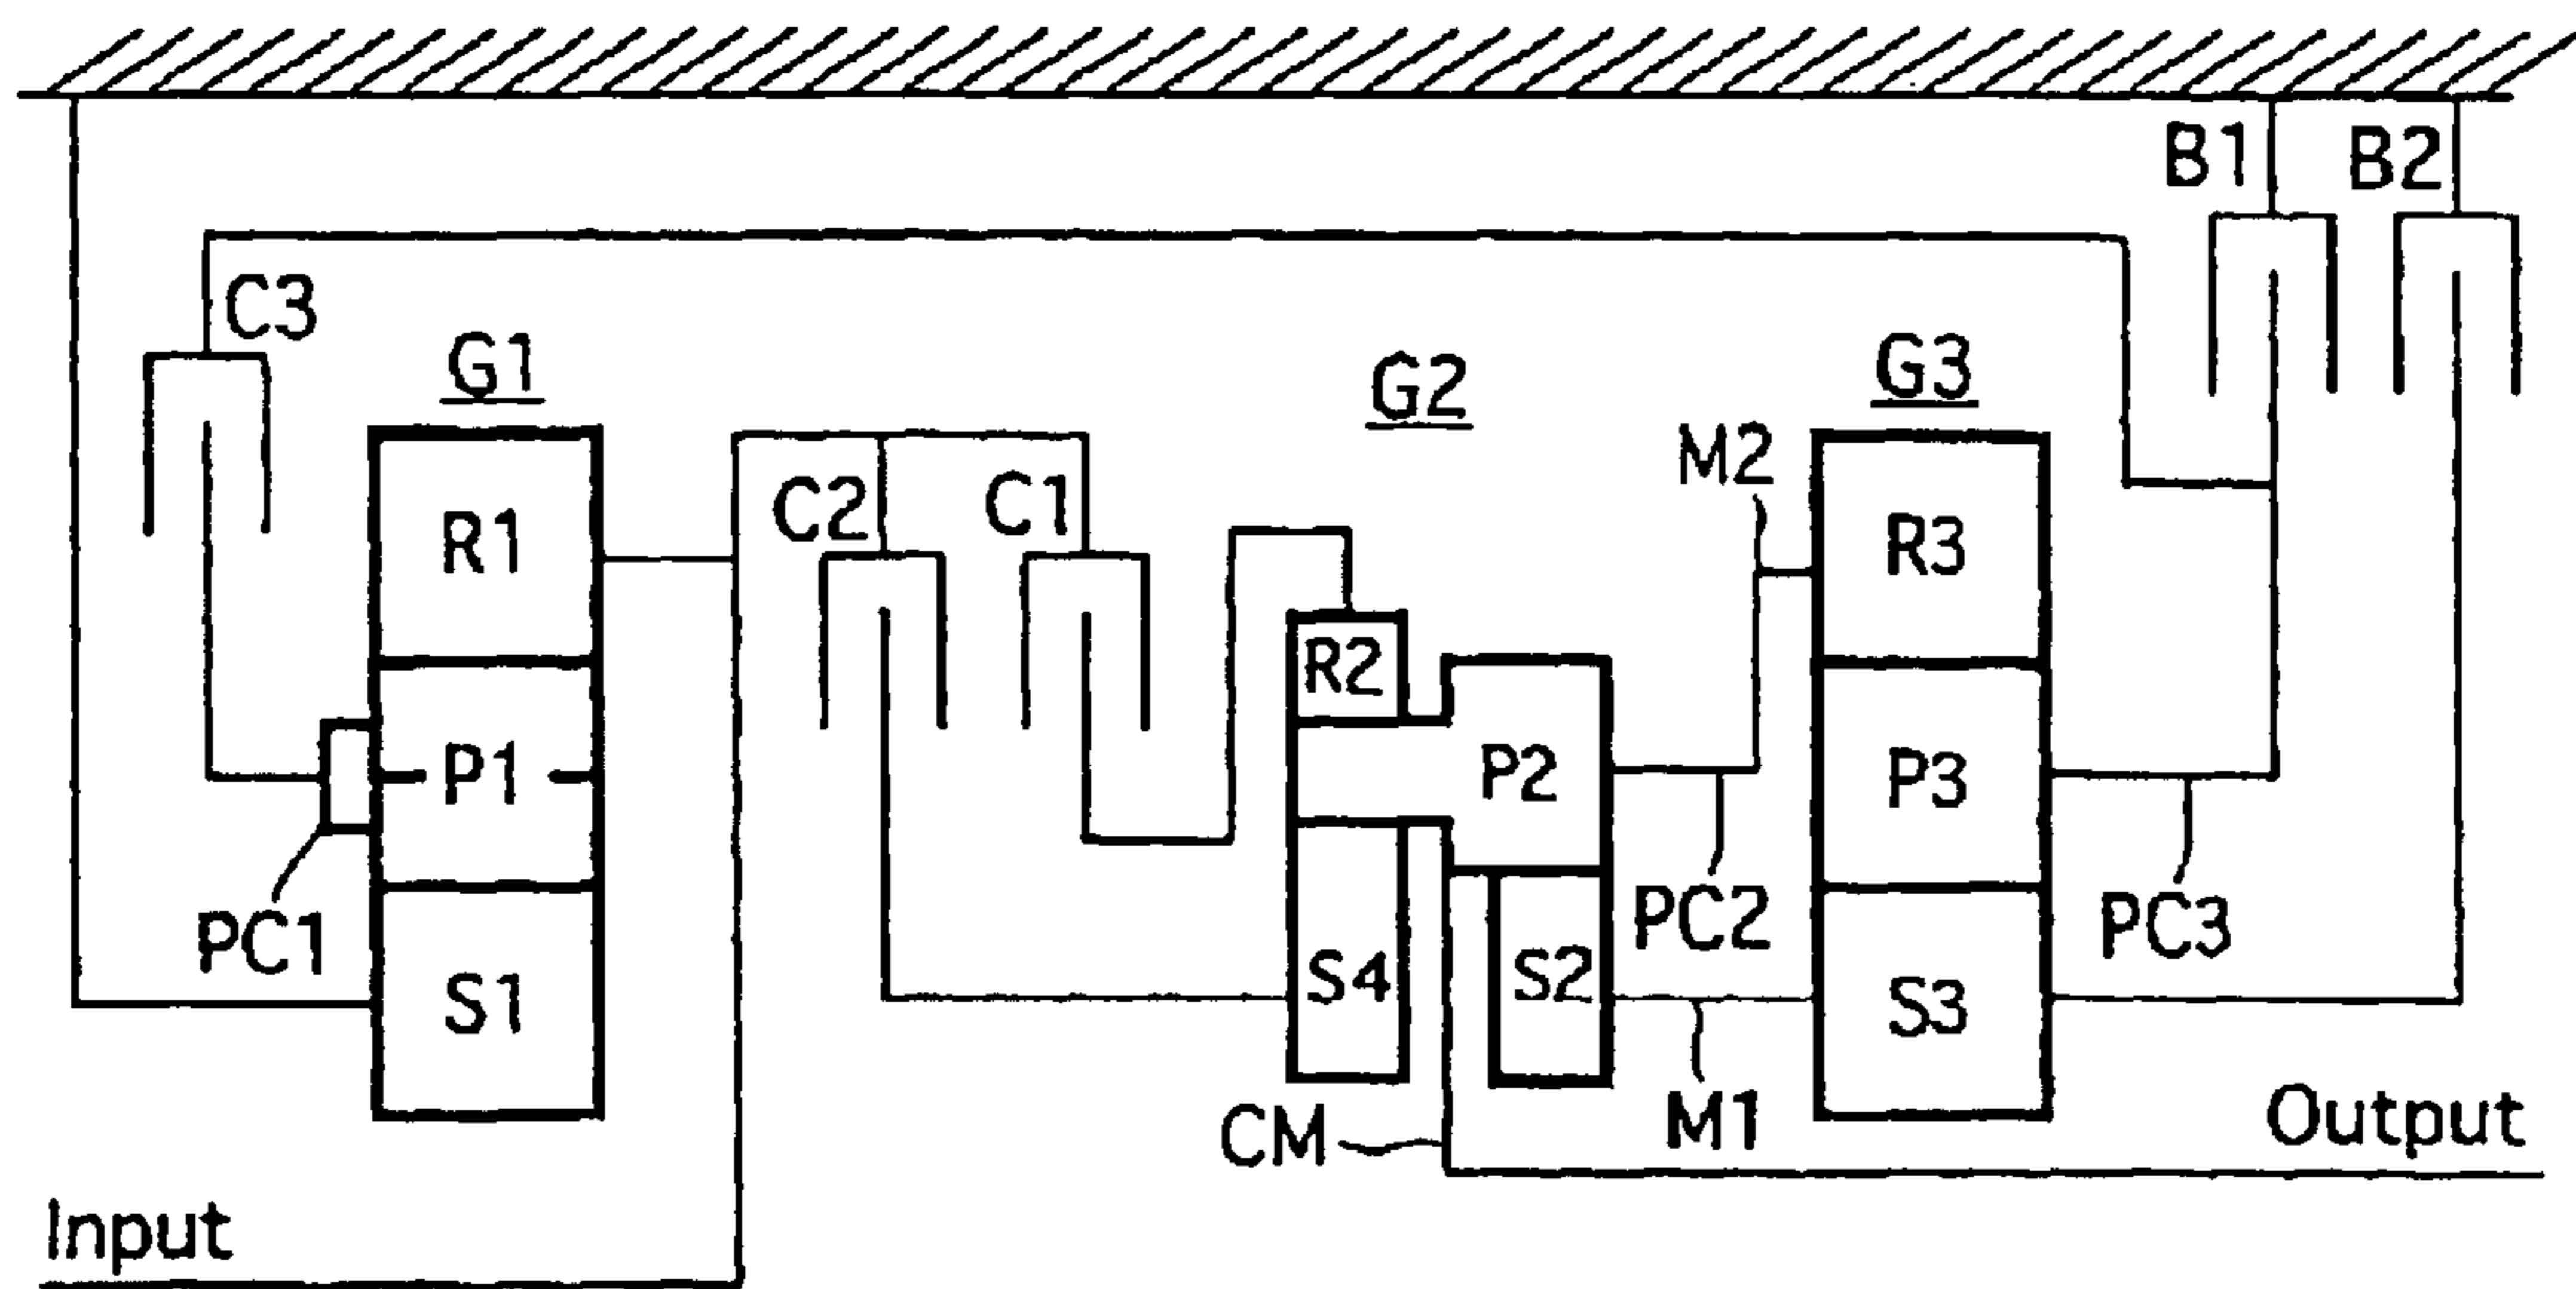 B1
B2
C3
G1
G2
G3
M2
C2
C1
R1
R3
R2
P1
P2
P3
PC1
PC2
PC3
S1
S4
S2
S3
CM
M1
Output
Input